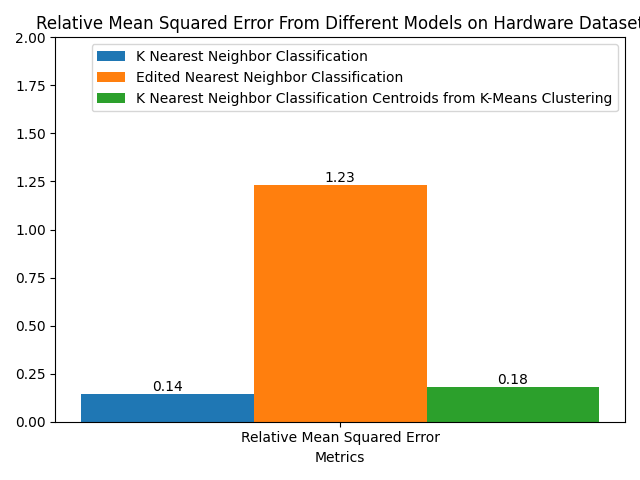 Relative Mean Squared Error From Different Models on Hardware Dataset
2.00
1.75
1.50
1.25
1.00
0.75
0.50
0.25
0.00
K Nearest Neighbor Classification
Edited Nearest Neighbor Classification
K Nearest Neighbor Classification Centroids from K-Means Clustering
0.14
1.23
0.18
Relative Mean Squared Error
Metrics